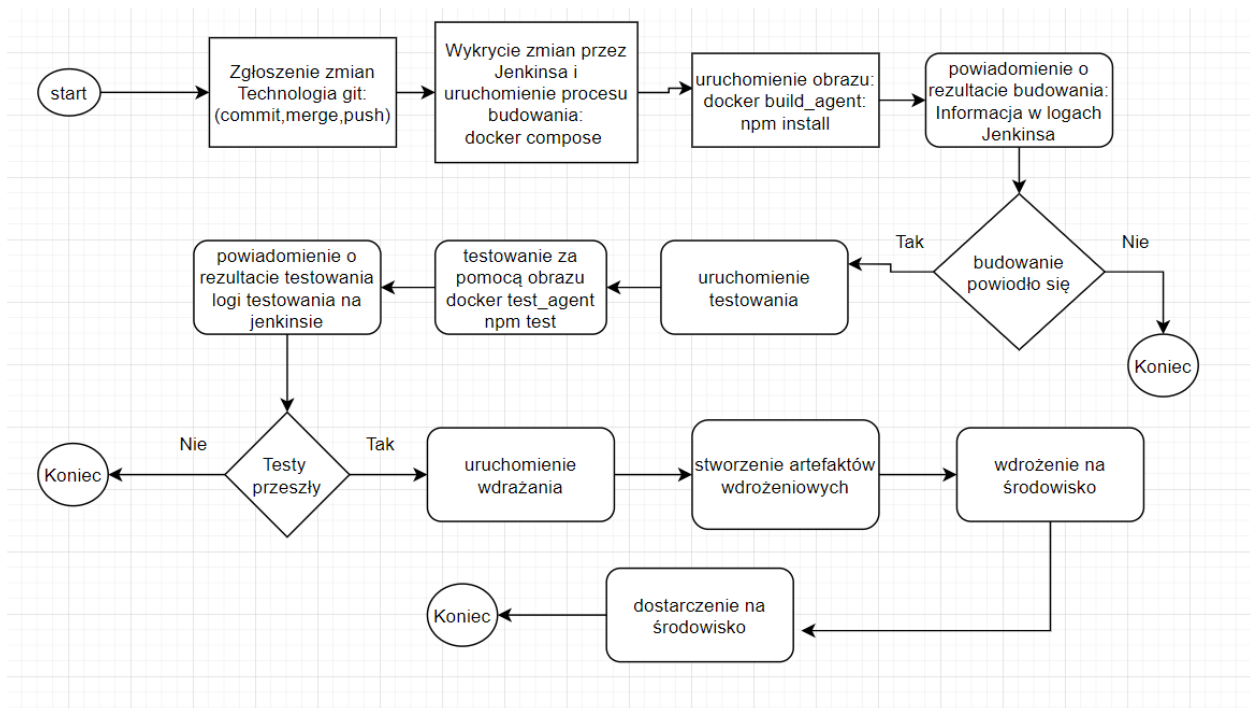 start
Zgłoszenie zmian
Technologia git:
(commit,merge,push)
Wykrycie zmian przez
Jenkinsa i
uruchomienie procesu
budowania:
docker compose
uruchomienie obrazu:
docker build_agent:
npm install
powiadomienie o
rezultacie budowania:
Informacja w logach
Jenkinsa
budowanie
powiodło się
Tak
Nie
Koniec
uruchomienie
testowania
testowanie za
pomocą obrazu
docker test_agent
npm test
powiadomienie o
rezultacie testowania
logi testowania na
jenkinsie
Testy
przeszły
Nie
Tak
Koniec
uruchomienie
wdrażania
stworzenie artefaktów
wdrożeniowych
wdrożenie na
środowisko
dostarczenie na
środowisko
Koniec